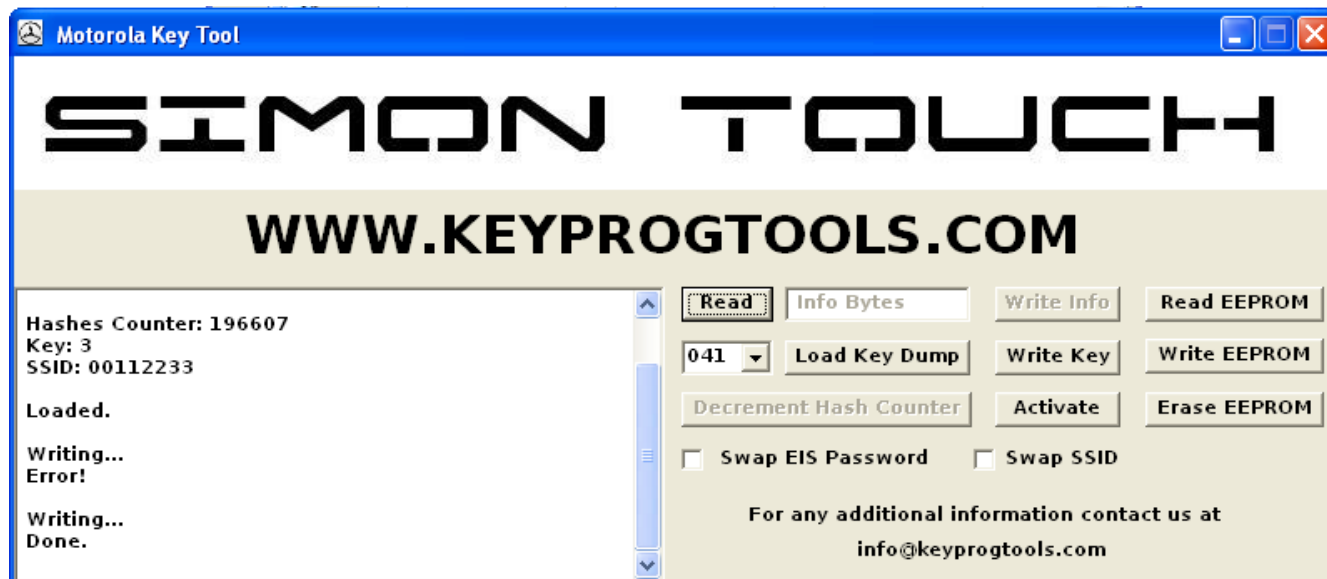 Motorola Key Tool
SIMON TOUCH
WWW.KEYPROGTOOLS.COM
Hashes Counter: 196607
Key: 3
SSID: 00112233
Loaded.
Writing...
Error!
Writing...
Done.
Read Info Bytes Write Info Read EEPROM
041 Load Key Dump Write Key Write EEPROM
Decrement Hash Counter Activate Erase EEPROM
Swap EIS Password Swap SSID
For any additional information contact us at
info@keyprogtools.com